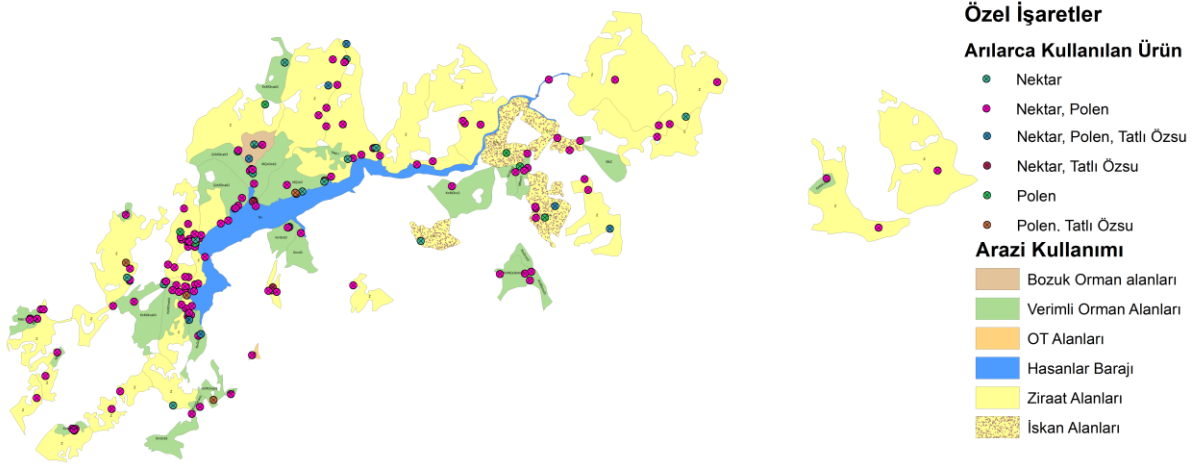 Özel İşaretler
Arılarca Kullanılan Ürün
Nektar
Nektar, Polen
Nektar, Polen, Tatlı Özsu
Nektar, Tatlı Özsu
Polen
Polen. Tatlı Özsu
Arazi Kullanımı
Bozuk Orman alanları
Verimli Orman Alanları
OT Alanları
Hasanlar Barajı
Ziraat Alanları
İskan Alanları